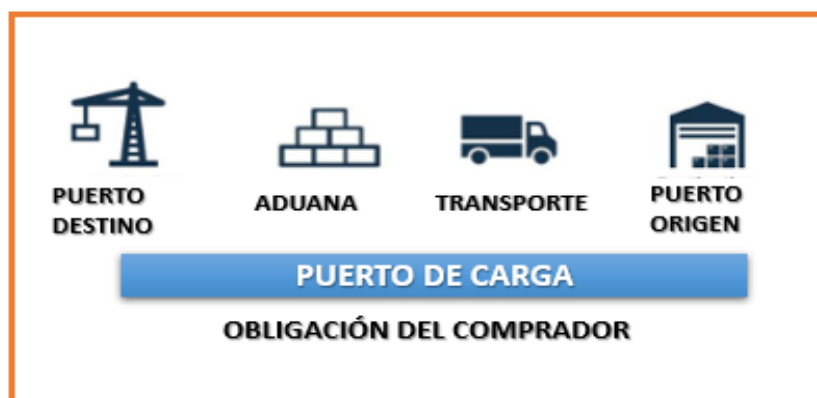 PUERTO
DESTINO
ADUANA
TRANSPORTE
PUERTO
ORIGEN
PUERTO DE CARGA
OBLIGACIÓN DEL COMPRADOR